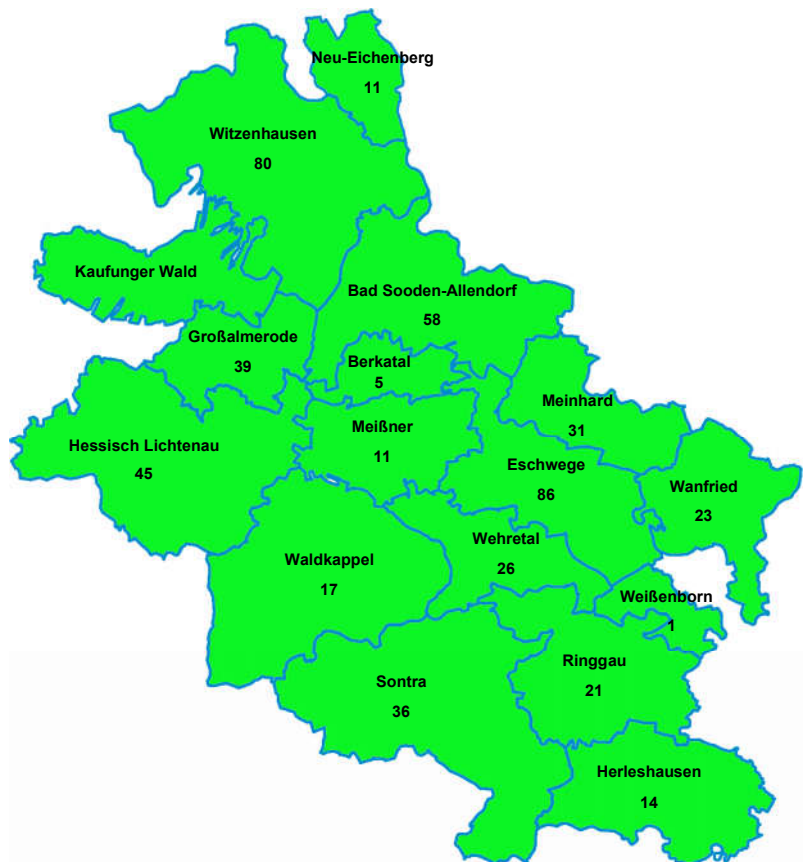 Neu-Eichenberg
11
Witzenhausen
80
Kaufunger Wald
Bad Sooden-Allendorf
58
Großalmerode
39
Berkatal
5
Meinhard
31
Meißner
11
Hessisch Lichtenau
45
Eschwege
86
Wanfried
23
Wehretal
26
Waldkappel
17
Weißenborn
1
Ringgau
21
Sontra
36
Herleshausen
14